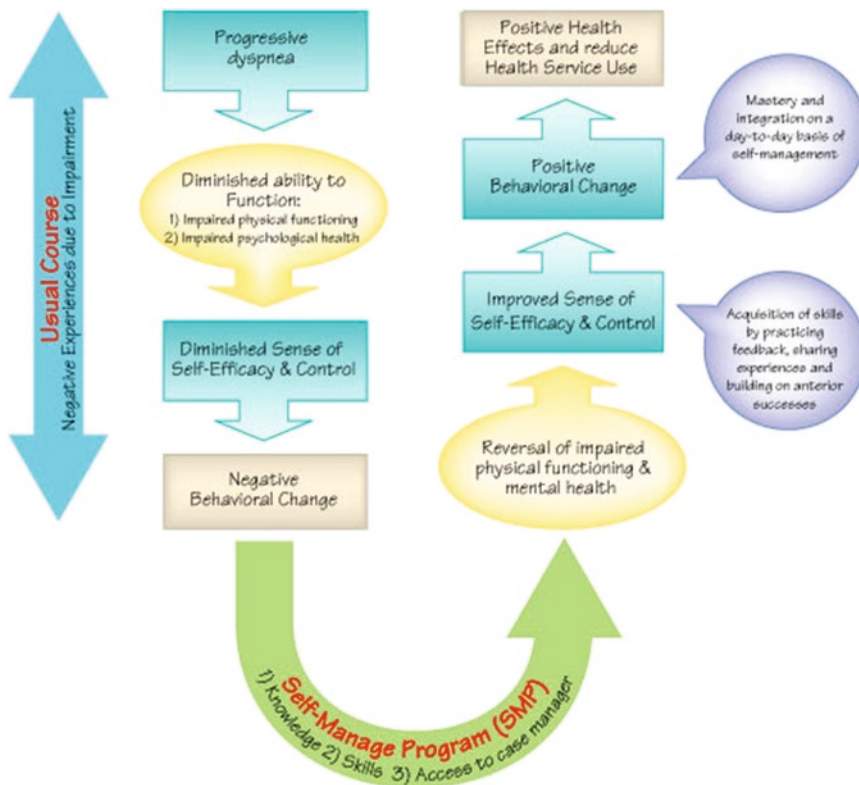 Usual Course
Negative Experiences due to Impairment
Progressive
dyspnea
Diminished ability to
Function:
1) Impaired physical functioning
2) Impaired psychological health
Diminished Sense of
Self-Efficacy & Control
Negative
Behavioral Change
Self-Manage Program (SMP)
1) Knowledge 2) Skills 3) Access to case manager
Reversal of impaired
physical functioning &
mental health
Improved Sense of
Self-Efficacy & Control
Acquisition of skills
by practicing
feedback, sharing
experiences and
building on anterior
successes
Positive
Behavioral Change
Mastery and
integration on a
day-to-day basis of
self-management
Positive Health
Effects and reduce
Health Service Use